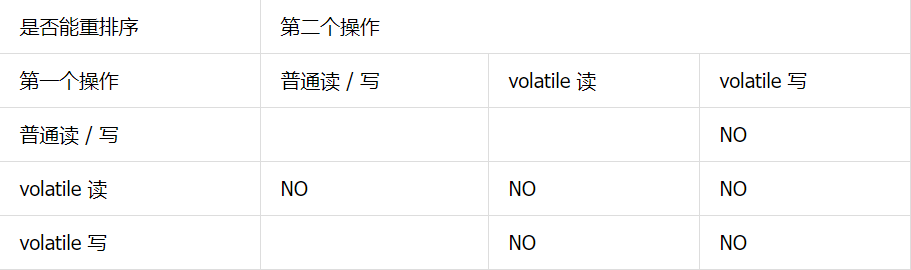 是否能重排序 第二个操作
第一个操作 普通读 / 写 volatile 读 volatile 写
普通读 / 写 NO
volatile 读 NO NO NO
volatile 写 NO NO